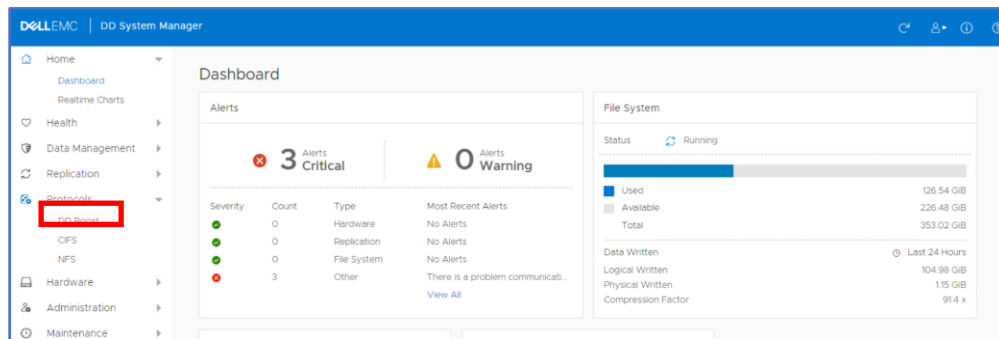 DELLEMC | DD System Manager
Home
Dashboard
Realtime Charts
Health
Data Management
Replication
Protocols
DD Boost
CIFS
NFS
Hardware
Administration
Maintenance
Dashboard
Alerts
3 Alerts Critical
0 Alerts Warning
Severity Count Type Most Recent Alerts
0 Hardware No Alerts
0 Replication No Alerts
0 File System No Alerts
3 Other There is a problem communicati...
View All
File System
Status Running
Used 126.54 GiB
Available 226.48 GiB
Total 353.02 GiB
Data Written Last 24 Hours
Logical Written 104.98 GiB
Physical Written 1.15 GiB
Compression Factor 91.4 x